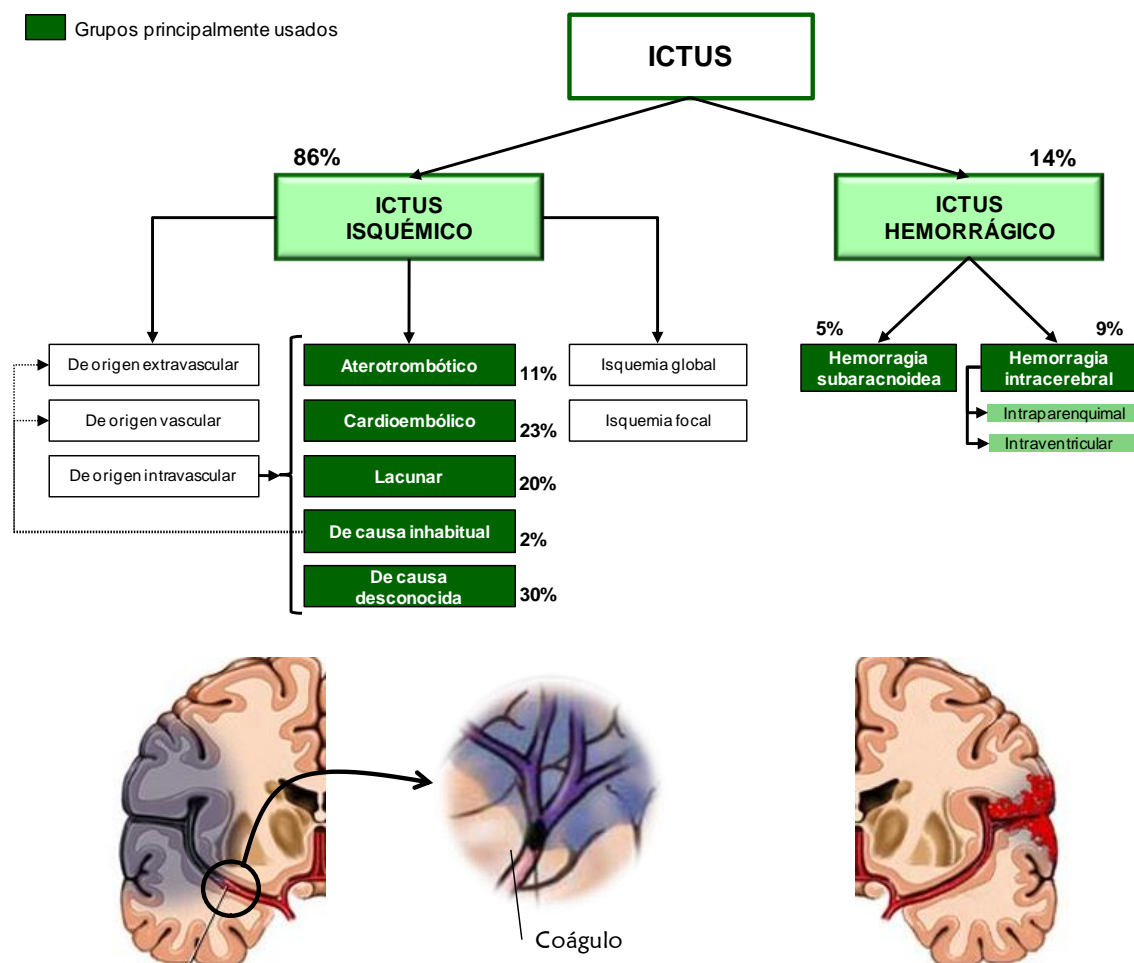 Grupos principalmente usados
ICTUS
86%
14%
ICTUS
ISQUÉMICO
ICTUS
HEMORRÁGICO
5%
9%
De origen extravascular
Aterotrombótico
11%
Isquemia global
Hemorragia
subaracnoidea
Hemorragia
intracerebral
De origen vascular
Cardioembólico
23%
Isquemia focal
Intraparenquimal
Intraventricular
De origen intravascular
Lacunar
20%
De causa inhabitual
2%
De causa
desconocida
30%
Coágulo